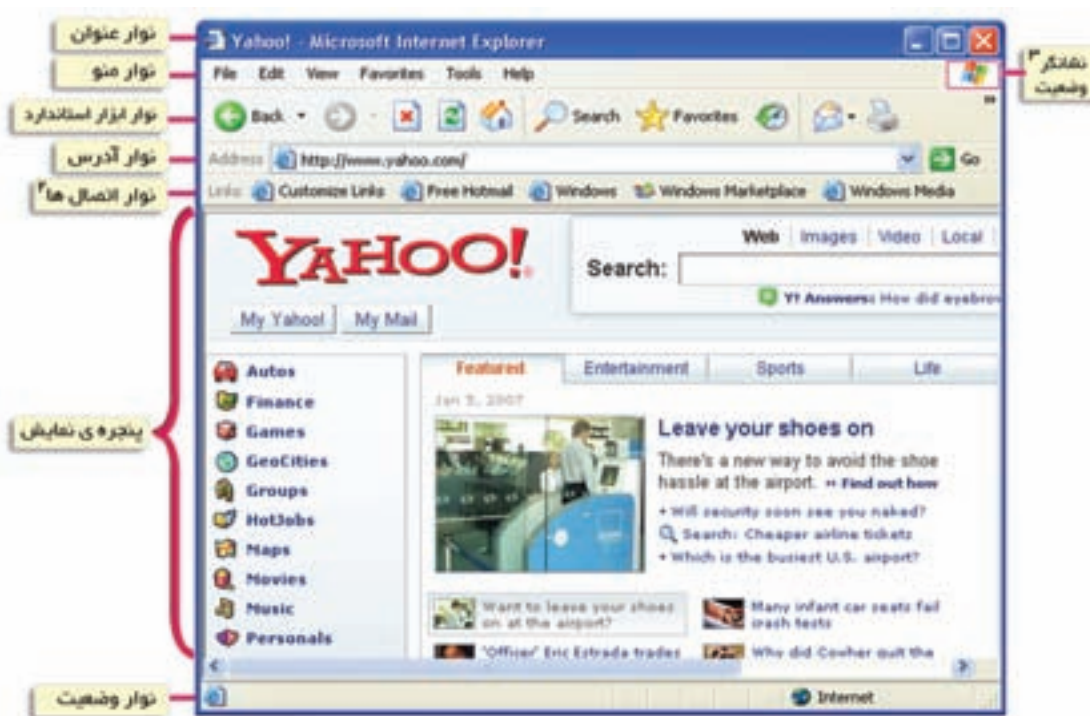 نوار عنوان
Yahoo! - Microsoft Internet Explorer
نوار منو
File Edit View Favorites Tools Help
نشانگر۳
وضعیت
نوار ابزار استاندارد
Back Search Favorites
نوار آدرس
Address http://www.yahoo.com/ Go
نوار اتصال ها۲
Links Customize Links Free Hotmail Windows Windows Marketplace Windows Media
پنجره ی نمایش
YAHOO!
Web Images Video Local
Search:
Y! Answers: How did eyebro
My Yahoo! My Mail
Autos
Finance
Games
GeoCities
Groups
HotJobs
Maps
Movies
Music
Personals
Featured Entertainment Sports Life
Jan 5, 2007
Leave your shoes on
There's a new way to avoid the shoe
hassle at the airport. » Find out how
+ Will security soon see you naked?
Search: Cheaper airline tickets
+ Which is the busiest U.S. airport?
Want to leave your shoes
on at the airport?
Many infant car seats fail
crash tests
'Officer' Eric Estrada trades
Why did Cowher quit the
نوار وضعیت
Internet